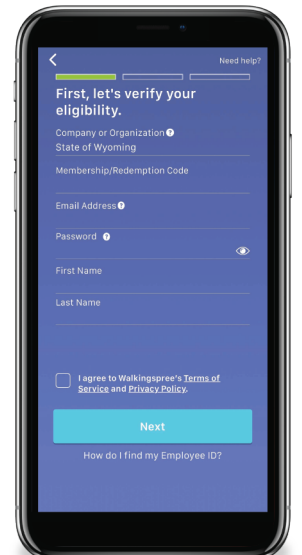 Need help?
First, let's verify your
eligibility.
Company or Organization ?
State of Wyoming
Membership/Redemption Code
Email Address ?
Password ?
First Name
Last Name
I agree to Walkingspree's Terms of
Service and Privacy Policy.
Next
How do I find my Employee ID?